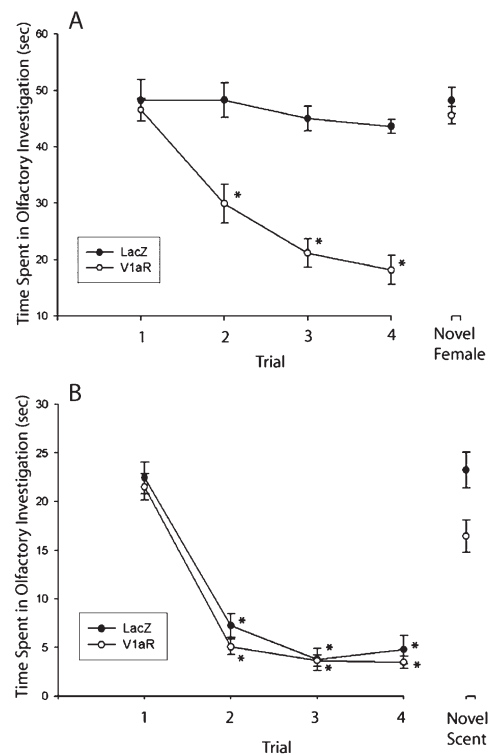 A
Time Spent in Olfactory Investigation (sec)
60
50
40
30
20
10
LacZ
V1aR
*
*
*
1
2
3
4
Novel
Female
Trial
B
Time Spent in Olfactory Investigation (sec)
30
25
20
15
10
5
0
LacZ
V1aR
*
*
*
*
*
*
1
2
3
4
Novel
Scent
Trial